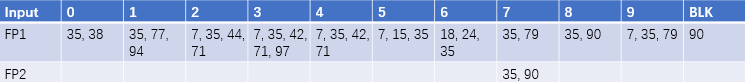 Input 0 1 2 3 4 5 6 7 8 9 BLK
FP1 35, 38 35, 77, 94 7, 35, 44, 71 7, 35, 42, 71, 97 7, 35, 42, 71 7, 15, 35 18, 24, 35 35, 79 35, 90 7, 35, 79 90
FP2 35, 90